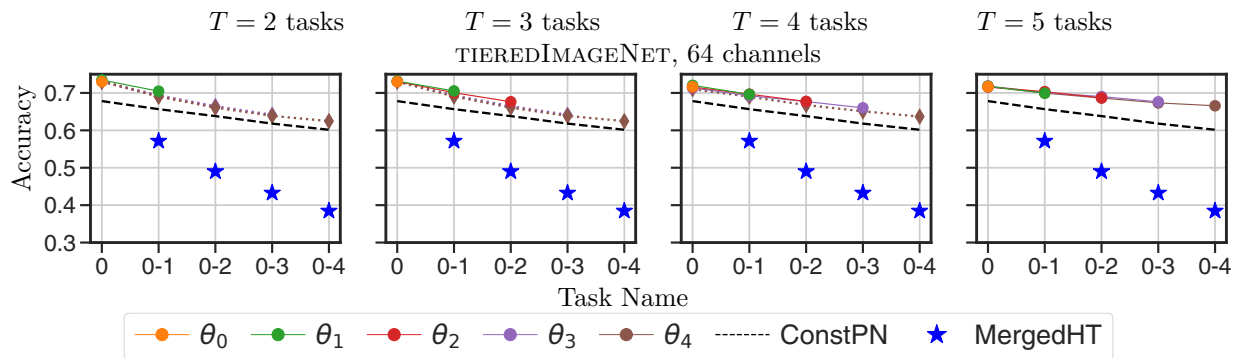 T = 2 tasks T = 3 tasks T = 4 tasks T = 5 tasks
TIEREDIMAGENET, 64 channels
Accuracy
0.7
0.6
0.5
0.4
0.3
0 0-1 0-2 0-3 0-4 0 0-1 0-2 0-3 0-4 0 0-1 0-2 0-3 0-4 0 0-1 0-2 0-3 0-4
Task Name
θ0 θ1 θ2 θ3 θ4 ConstPN MergedHT